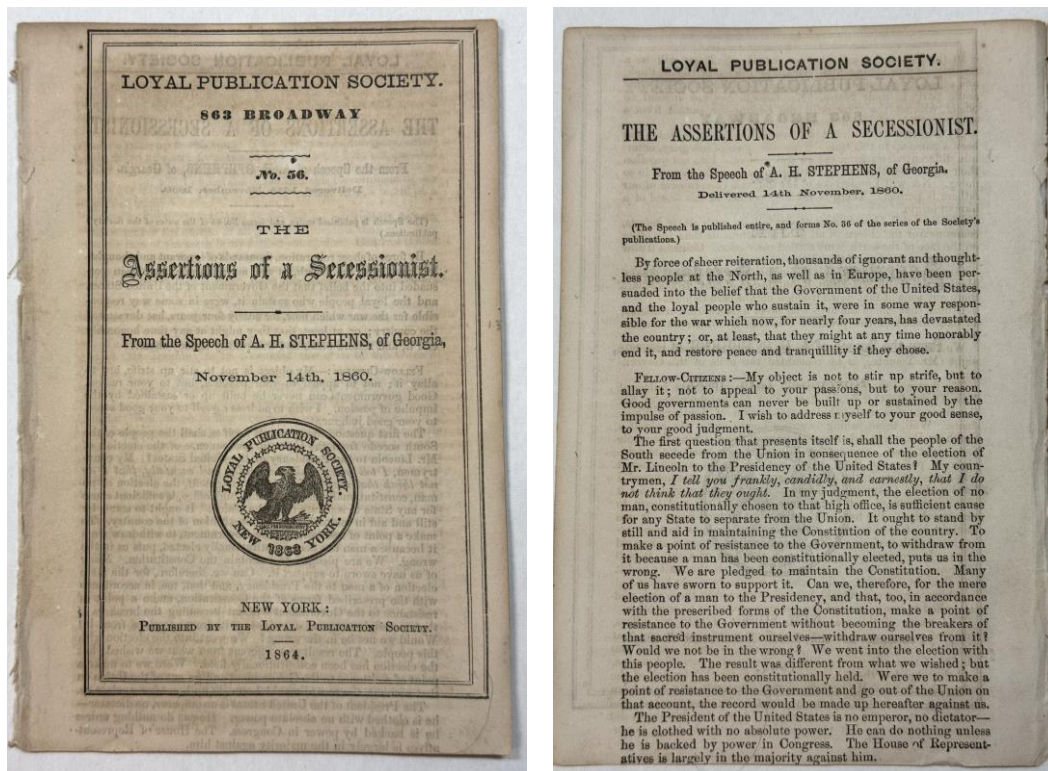 LOYAL PUBLICATION SOCIETY.
863 BROADWAY
No. 56.
THE
Assertions of a Secessionist.
From the Speech of A. H. STEPHENS, of Georgia,
November 14th, 1860.
LOYAL PUBLICATION SOCIETY.
NEW YORK.
1863
NEW YORK:
PUBLISHED BY THE LOYAL PUBLICATION SOCIETY.
1864.
LOYAL PUBLICATION SOCIETY.
THE ASSERTIONS OF A SECESSIONIST.
From the Speech of A. H. STEPHENS, of Georgia.
Delivered 14th November, 1860.
(The Speech is published entire, and forms No. 56 of the series of the Society's
publications.)
By force of sheer reiteration, thousands of ignorant and thought-
less people at the North, as well as in Europe, have been per-
suaded into the belief that the Government of the United States,
and the loyal people who sustain it, were in some way respon-
sible for the war which now, for nearly four years, has devastated
the country; or, at least, that they might at any time honorably
end it, and restore peace and tranquillity if they chose.
FELLOW-CITIZENS:—My object is not to stir up strife, but to
allay it; not to appeal to your passions, but to your reason.
Good governments can never be built up or sustained by the
impulse of passion. I wish to address myself to your good sense,
to your good judgment.
The first question that presents itself is, shall the people of the
South secede from the Union in consequence of the election of
Mr. Lincoln to the Presidency of the United States? My coun-
trymen, I tell you frankly, candidly, and earnestly, that I do
not think that they ought. In my judgment, the election of no
man, constitutionally chosen to that high office, is sufficient cause
for any State to separate from the Union. It ought to stand by
still and aid in maintaining the Constitution of the country. To
make a point of resistance to the Government, to withdraw from
it because a man has been constitutionally elected, puts us in the
wrong. We are pledged to maintain the Constitution. Many
of us have sworn to support it. Can we, therefore, for the mere
election of a man to the Presidency, and that, too, in accordance
with the prescribed forms of the Constitution, make a point of
resistance to the Government without becoming the breakers of
that sacred instrument ourselves—withdraw ourselves from it?
Would we not be in the wrong? We went into the election with
this people. The result was different from what we wished; but
the election has been constitutionally held. Were we to make a
point of resistance to the Government and go out of the Union on
that account, the record would be made up hereafter against us.
The President of the United States is no emperor, no dictator—
he is clothed with no absolute power. He can do nothing unless
he is backed by power in Congress. The House of Represent-
atives is largely in the majority against him.